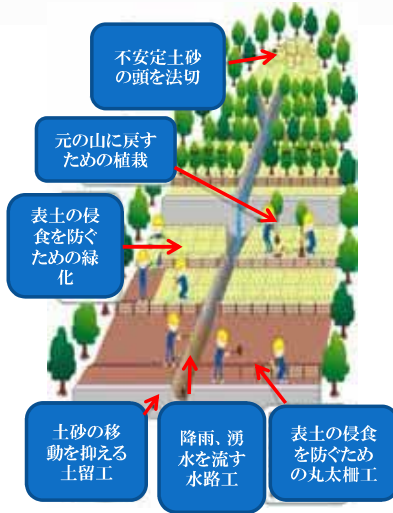 不安定土砂
の頭を法切
元の山に戻す
ための植栽
表土の侵
食を防ぐ
ための緑
化
土砂の移
動を抑える
土留工
降雨、湧
水を流す
水路工
表土の侵食
を防ぐため
の丸太柵工